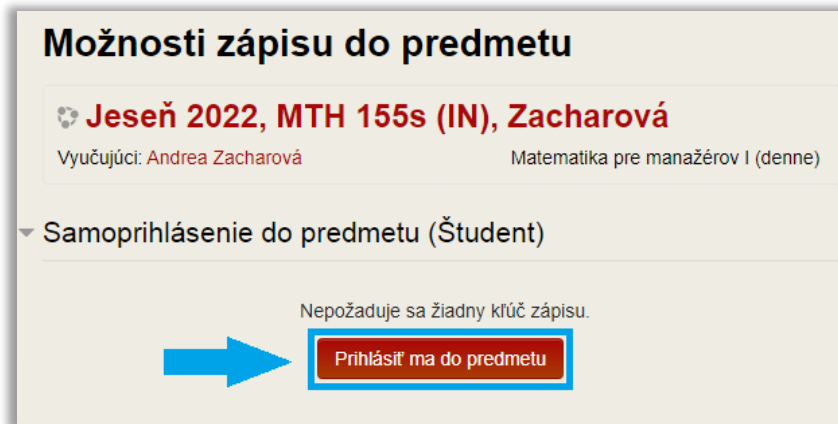 Možnosti zápisu do predmetu
Jeseň 2022, MTH 155s (IN), Zacharová
Vyučujúci: Andrea Zacharová Matematika pre manažérov I (denne)
Samoprihlásenie do predmetu (Študent)
Nepožaduje sa žiadny kľúč zápisu.
Prihlásiť ma do predmetu